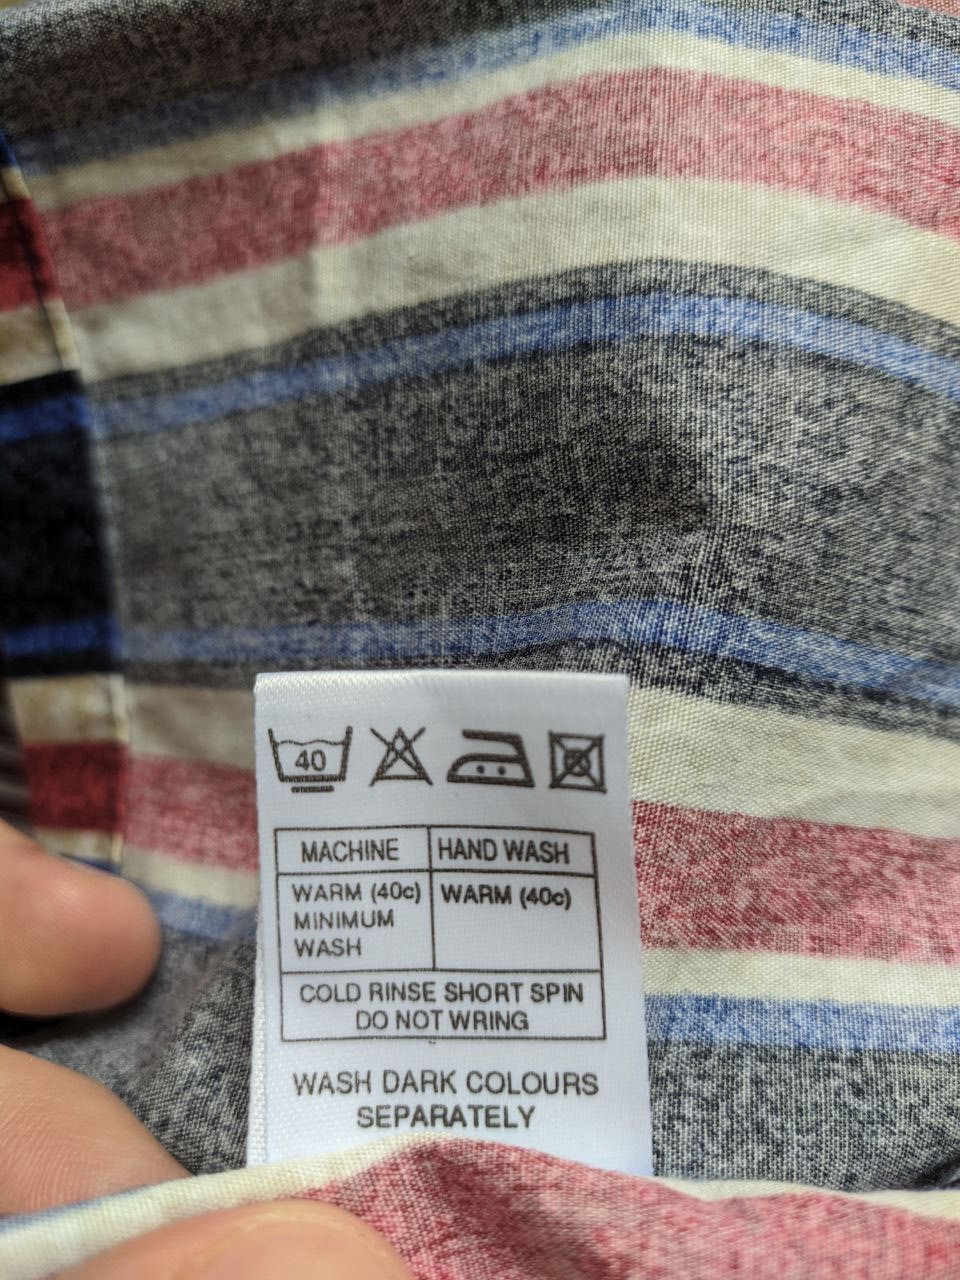 40
MACHINE HAND WASH
WARM (40c) WARM (40c)
MINIMUM
WASH
COLD RINSE SHORT SPIN
DO NOT WRING
WASH DARK COLOURS
SEPARATELY